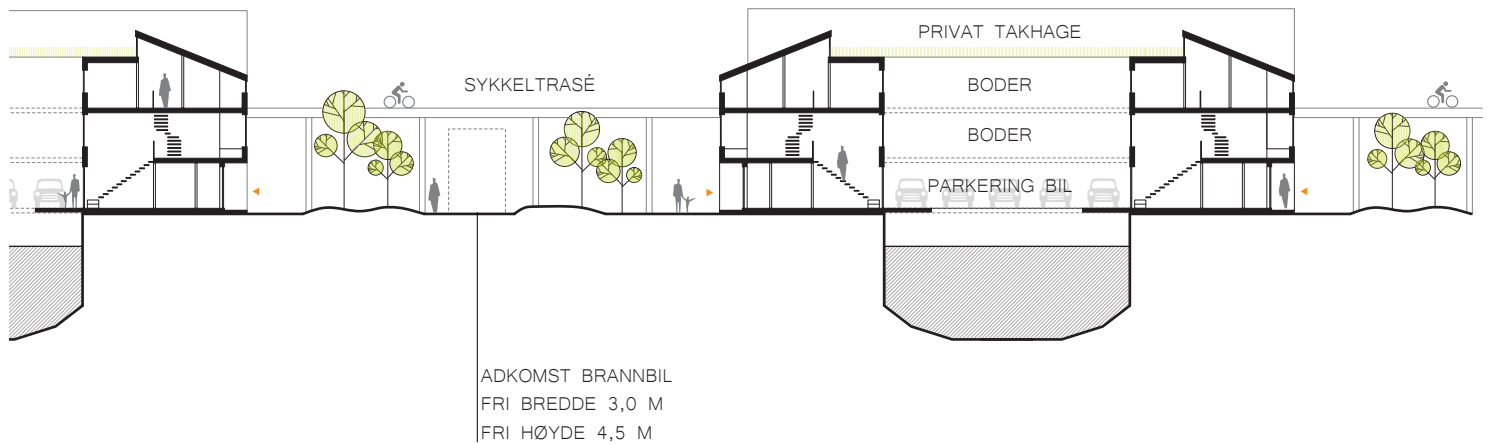 PRIVAT TAKHAGE
SYKKELTRASÉ
BODER
BODER
PARKERING BIL
ADKOMST BRANNBIL
FRI BREDDE 3,0 M
FRI HØYDE 4,5 M